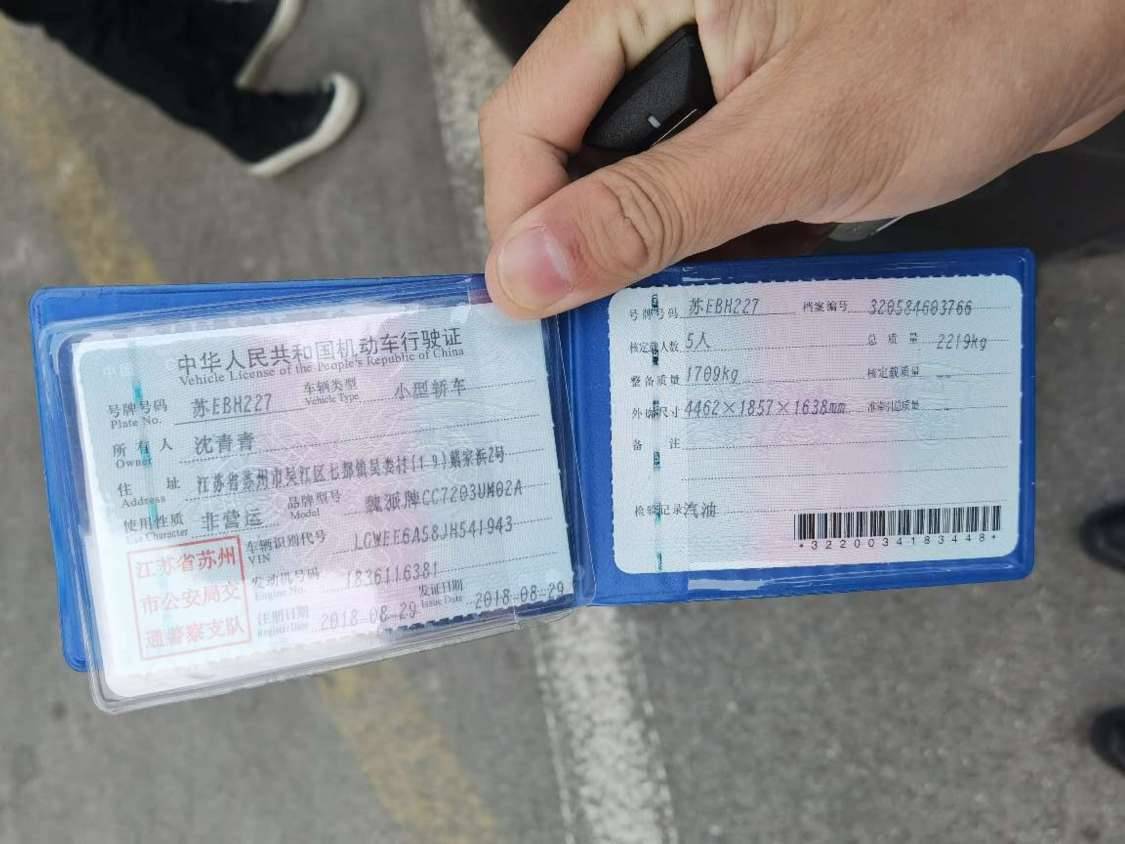 中华人民共和国机动车行驶证
Vehicle License of the People's Republic of China
号牌号码 苏EBH227 车辆类型 小型轿车
Plate No. Vehicle Type
所有人 沈青青
Owner
住址 江苏省苏州市吴江区七都镇吴娄村(1-9)
Address
使用性质 非营运 品牌型号 魏派牌CC7203UM02A
Use Character Model
车辆识别代号 LGWEE6A58JH541943
VIN
发动机号码 1836116381
Engine No.
注册日期 2018-08-29 发证日期 2018-08-29
Register Date Issue Date
江苏省苏州
市公安局交
通警察支队
号牌号码 苏EBH227 档案编号 320584603766
核定载人数 5人 总质量 2219kg
整备质量 1709kg 核定载质量 --
外廓尺寸 4462×1857×1638mm 准牵引总质量 --
备注
检验记录 汽油
*3220034183448*